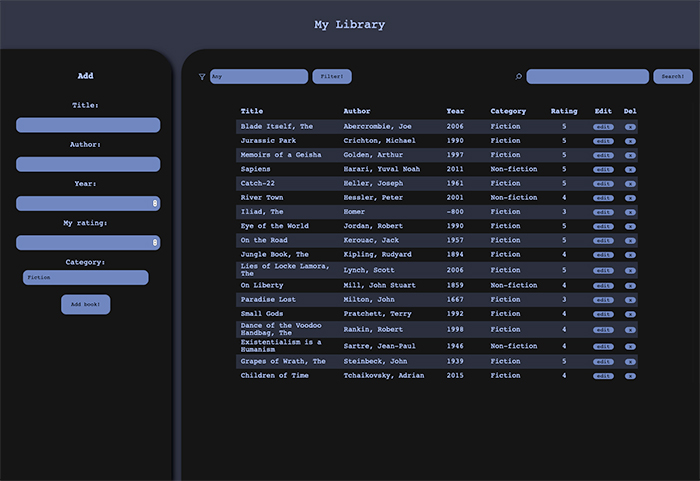 My Library
Add
Title:
Author:
Year:
My rating:
Category:
Fiction
Add book!
Any
Filter!
Search!
Title Author Year Category Rating Edit Del
Blade Itself, The Abercrombie, Joe 2006 Fiction 5 edit x
Jurassic Park Crichton, Michael 1990 Fiction 5 edit x
Memoirs of a Geisha Golden, Arthur 1997 Fiction 5 edit x
Sapiens Harari, Yuval Noah 2011 Non-fiction 5 edit x
Catch-22 Heller, Joseph 1961 Fiction 5 edit x
River Town Hessler, Peter 2001 Non-fiction 4 edit x
Iliad, The Homer ~800 Fiction 3 edit x
Eye of the World Jordan, Robert 1990 Fiction 5 edit x
On the Road Kerouac, Jack 1957 Fiction 5 edit x
Jungle Book, The Kipling, Rudyard 1894 Fiction 4 edit x
Lies of Locke Lamora,
The Lynch, Scott 2006 Fiction 5 edit x
On Liberty Mill, John Stuart 1859 Non-fiction 4 edit x
Paradise Lost Milton, John 1667 Fiction 3 edit x
Small Gods Pratchett, Terry 1992 Fiction 4 edit x
Dance of the Voodoo
Handbag, The Rankin, Robert 1998 Fiction 4 edit x
Existentialism is a
Humanism Sartre, Jean-Paul 1946 Non-fiction 4 edit x
Grapes of Wrath, The Steinbeck, John 1939 Fiction 5 edit x
Children of Time Tchaikovsky, Adrian 2015 Fiction 4 edit x